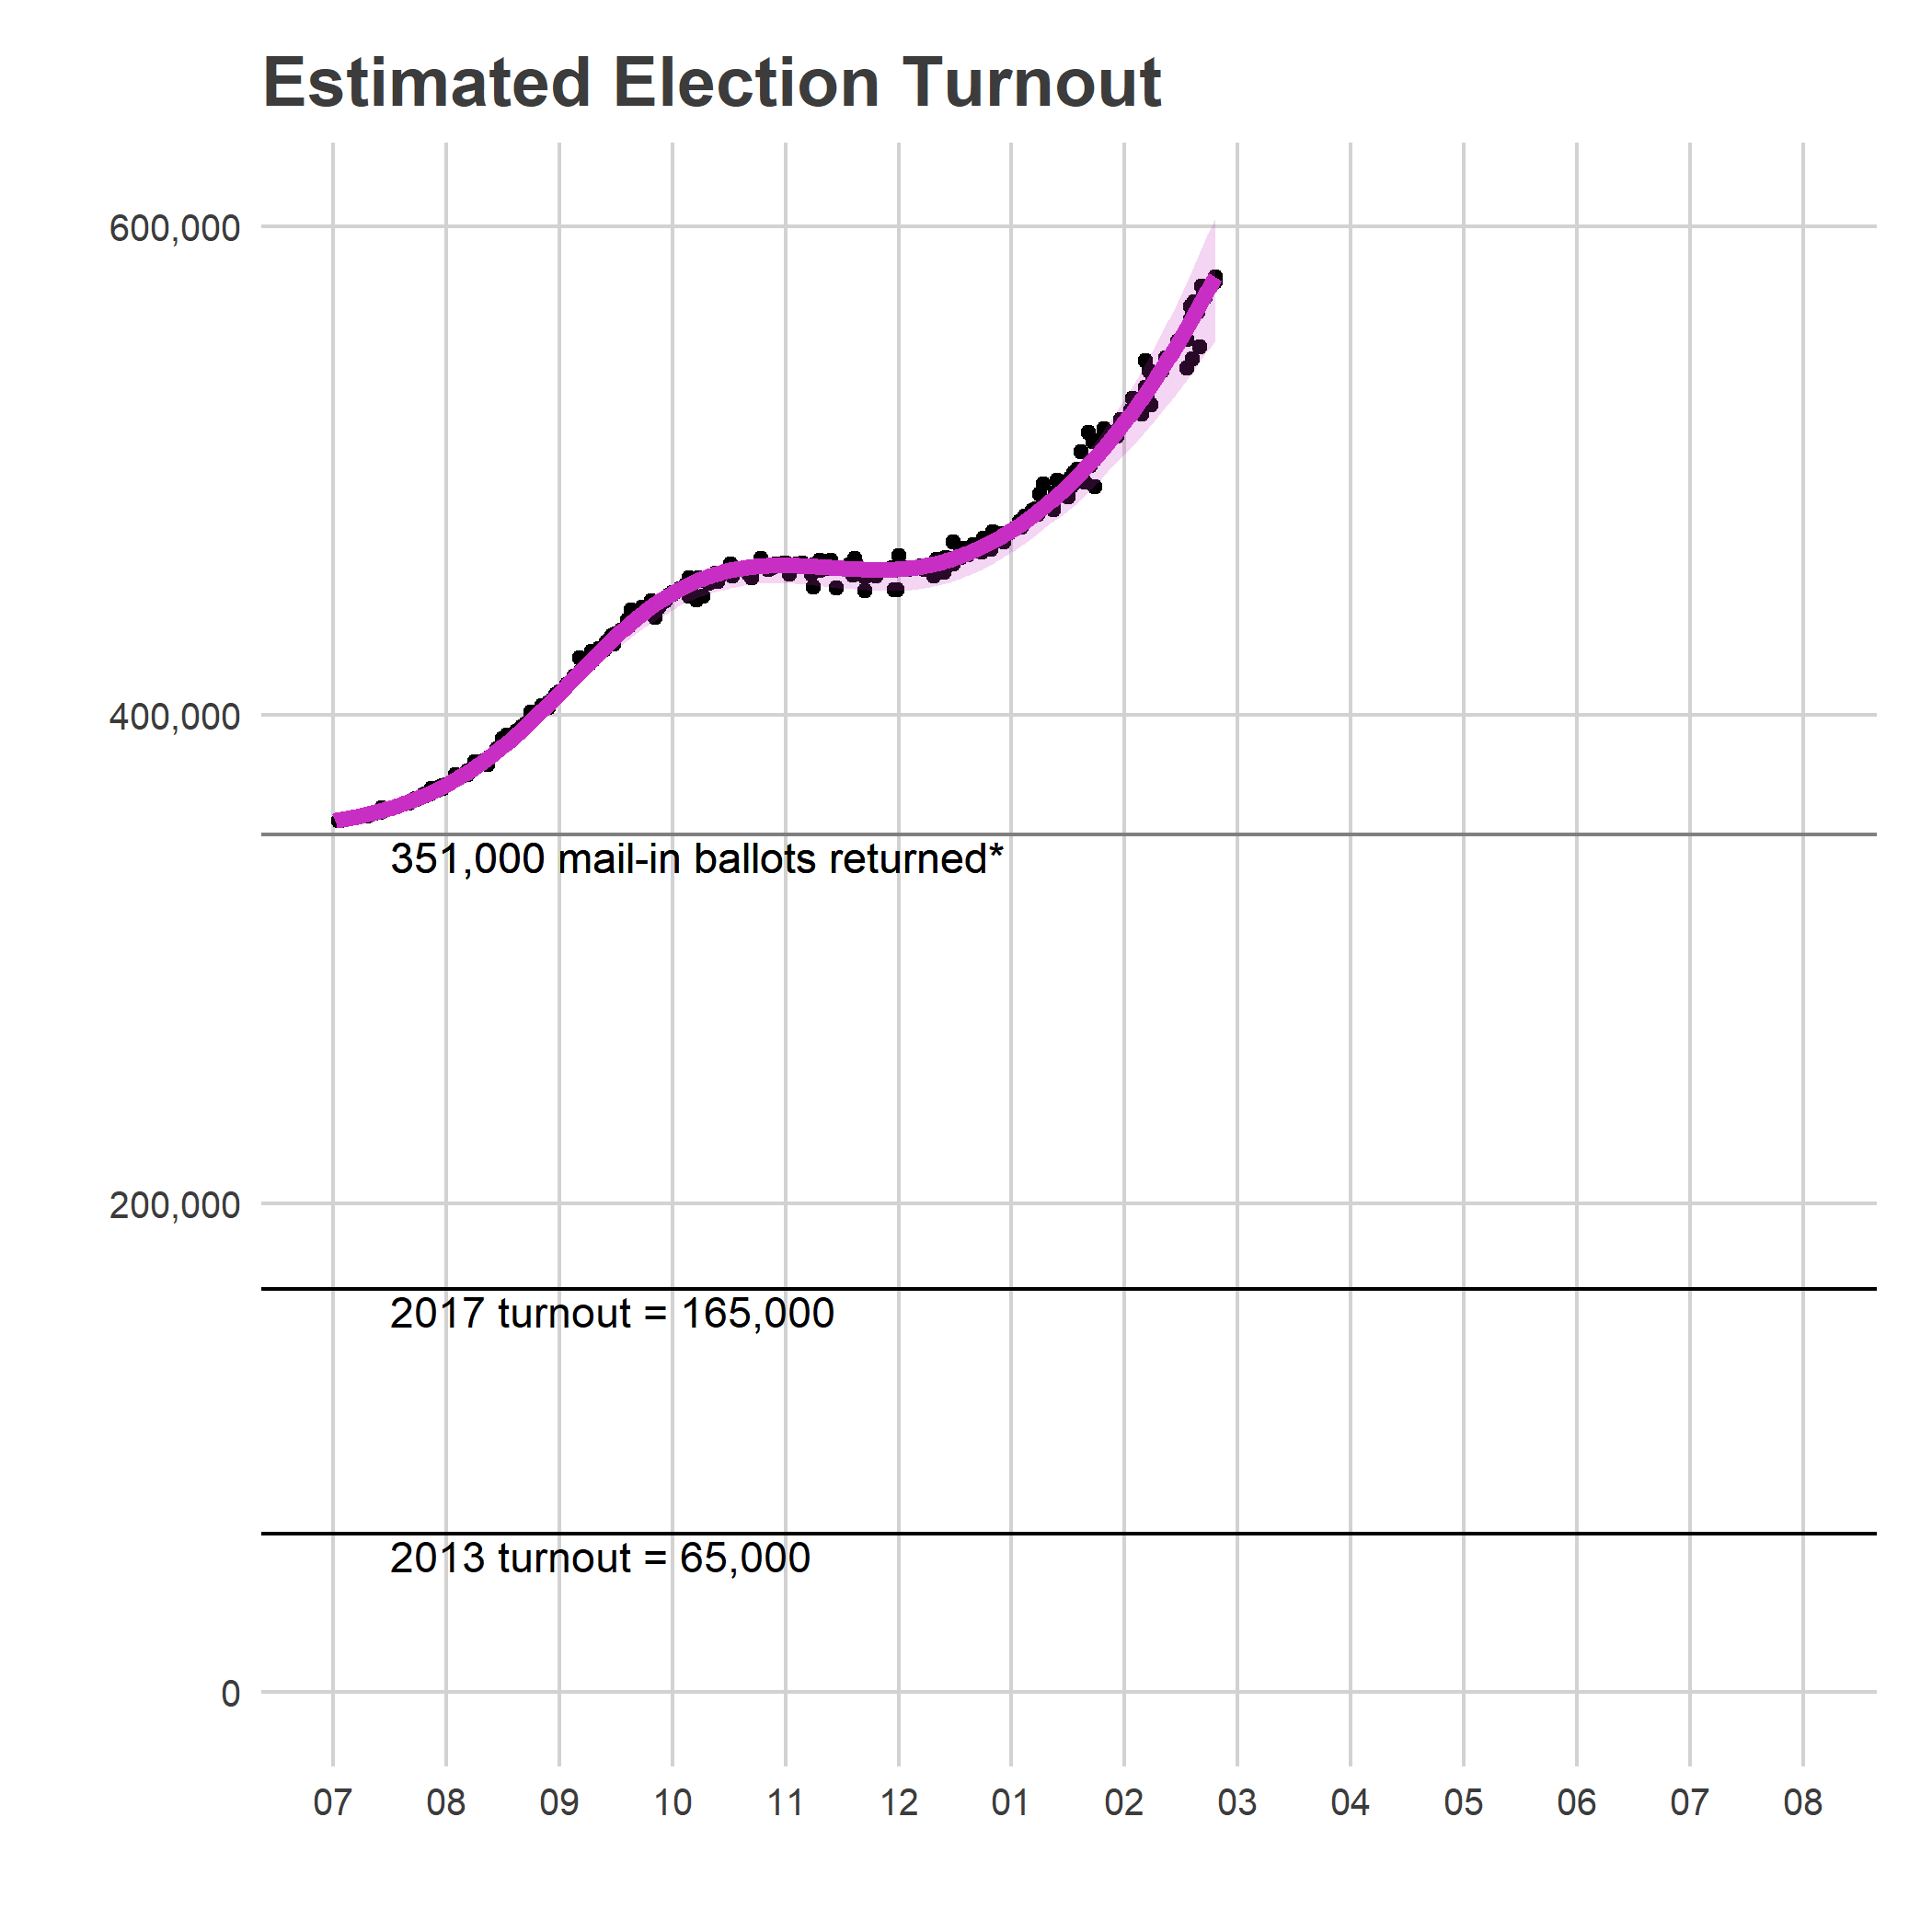 Estimated Election Turnout
600,000
400,000
351,000 mail-in ballots returned*
200,000
2017 turnout = 165,000
2013 turnout = 65,000
0
07 08 09 10 11 12 01 02 03 04 05 06 07 08